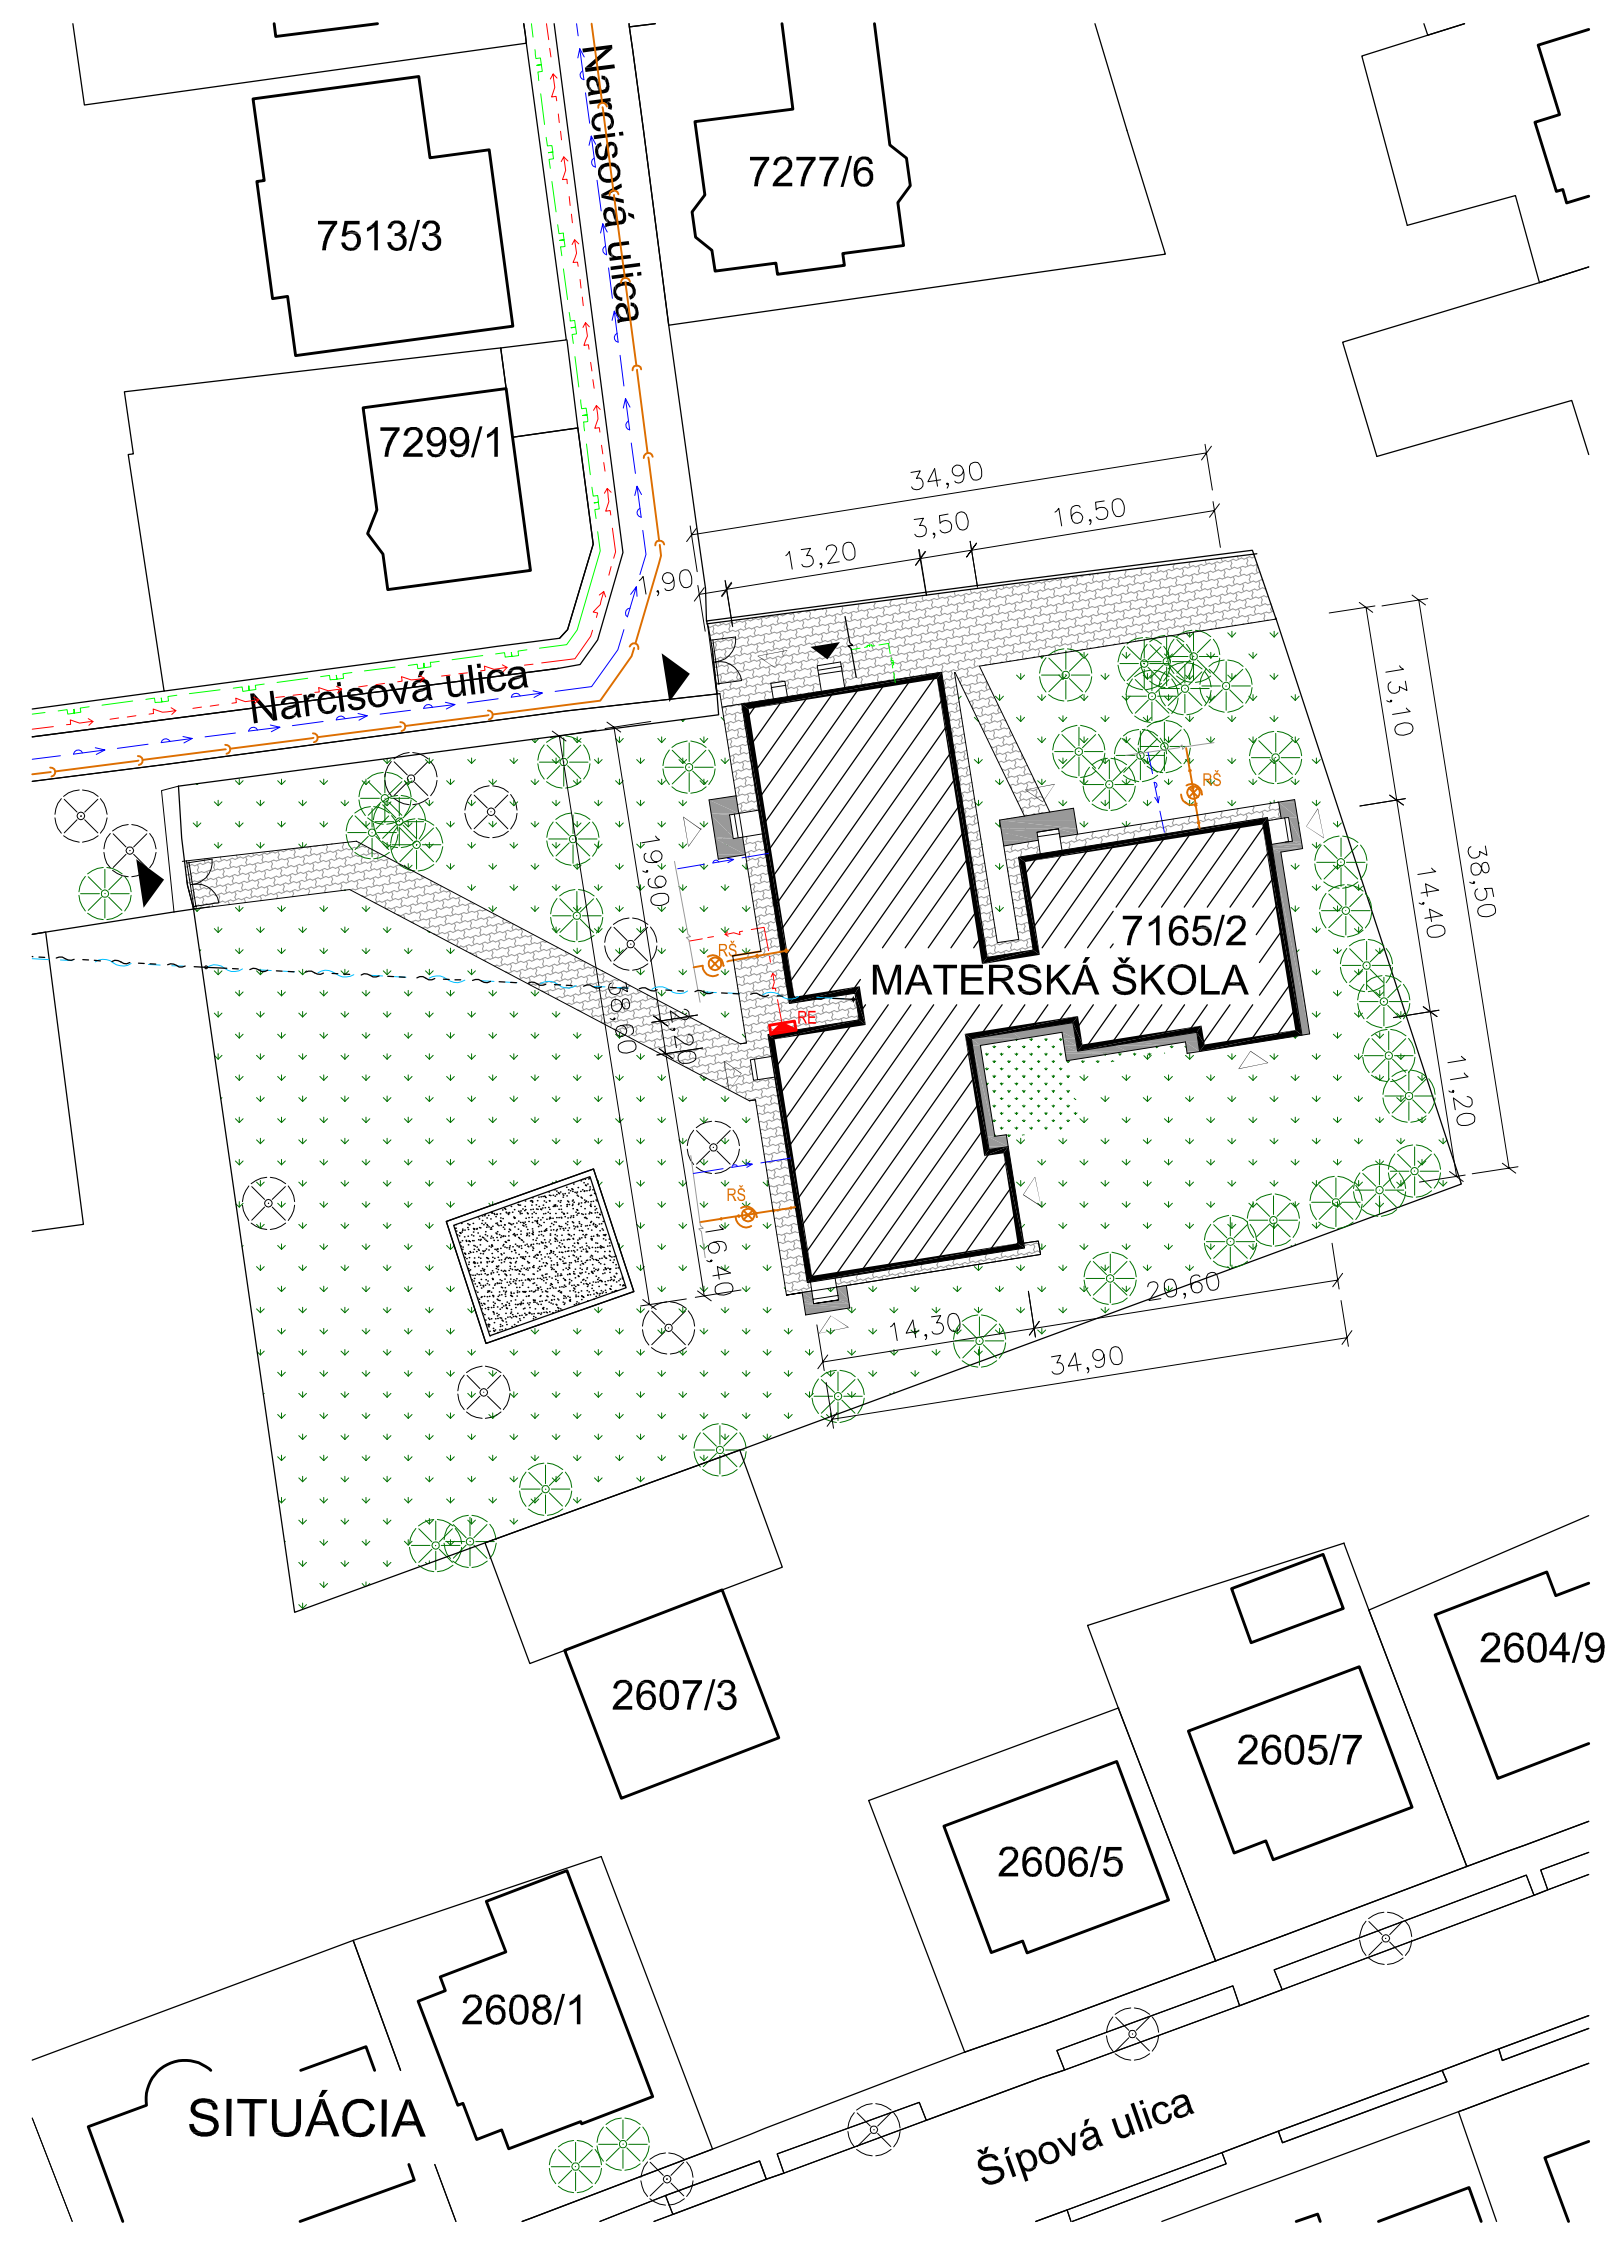 Narcisová ulica
7277/6
7513/3
7299/1
34,90
3,50
16,50
13,20
1,90
Narcisová ulica
13,10
RŠ
19,90
38,50
14,40
7165/2
MATERSKÁ ŠKOLA
RŠ
38,60
2,20
RE
11,20
RŠ
16,40
20,60
14,30
34,90
2607/3
2604/9
2605/7
2606/5
2608/1
SITUÁCIA
Šípová ulica